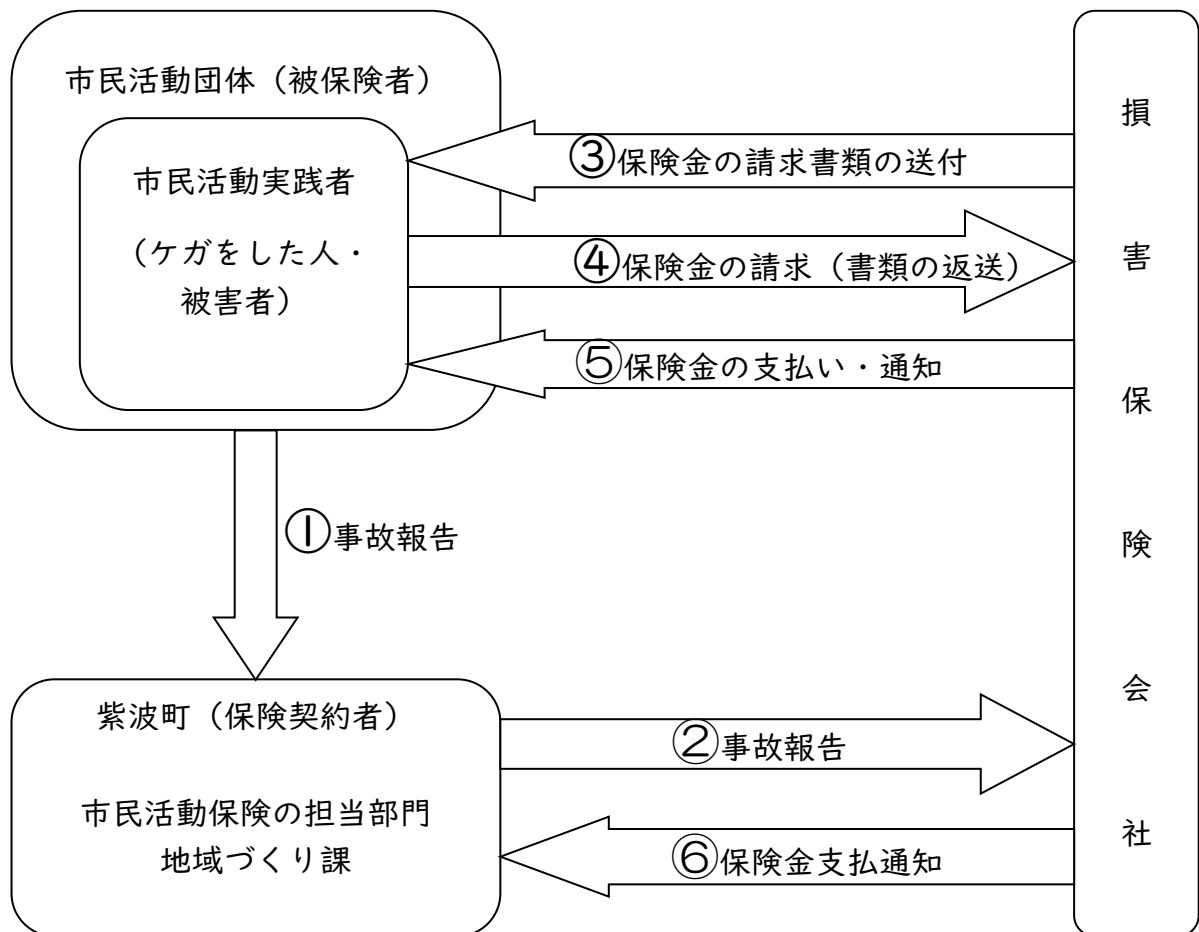 市民活動団体（被保険者）
市民活動実践者
（ケガをした人・
被害者）
③保険金の請求書類の送付
④保険金の請求（書類の返送）
⑤保険金の支払い・通知
①事故報告
紫波町（保険契約者）
市民活動保険の担当部門
地域づくり課
②事故報告
⑥保険金支払通知
損害保険会社